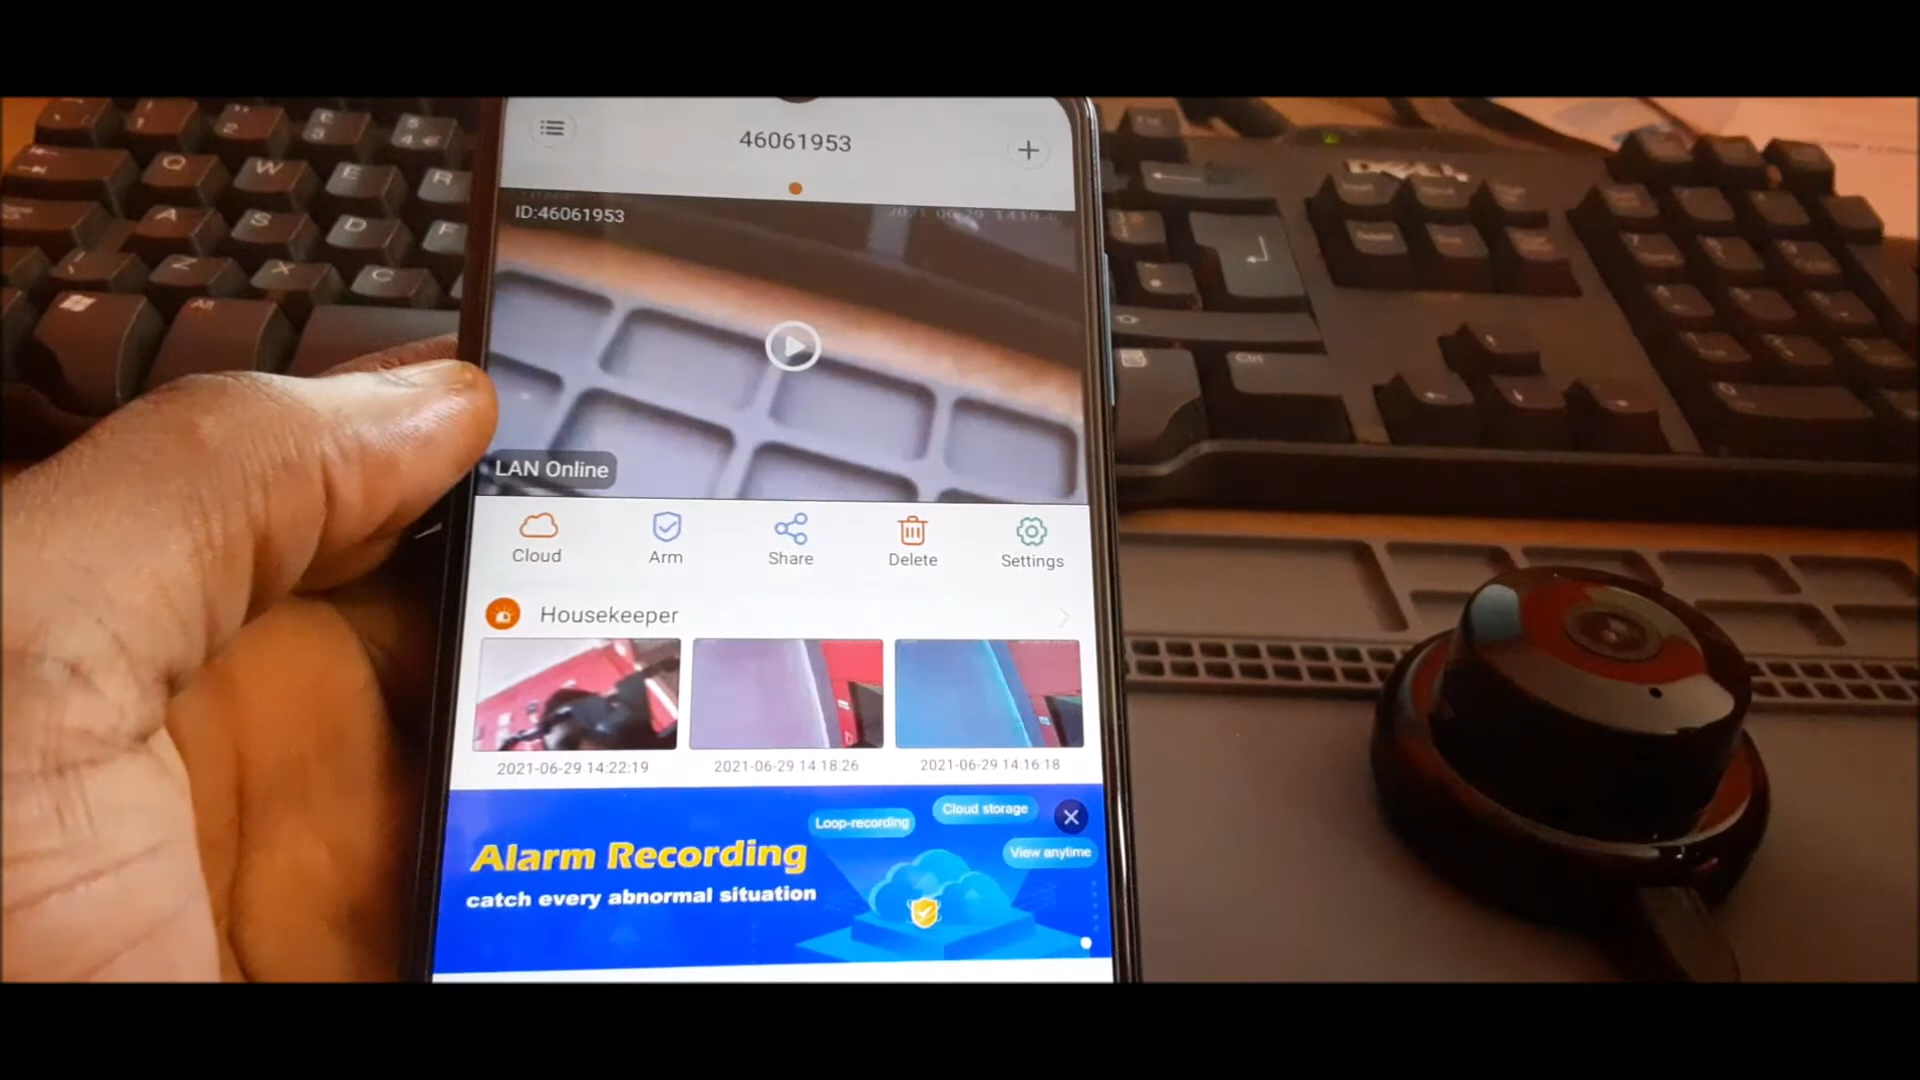 46061953
ID:46061953
LAN Online
Cloud
Arm
Share
Delete
Settings
Housekeeper
2021-06-29 14:22:19
2021-06-29 14:18:26
2021-06-29 14:16:18
Loop-recording
Cloud storage
View anytime
Alarm Recording
catch every abnormal situation
DELL
Q
W
E
R
A
S
D
F
Z
X
C
Ctrl